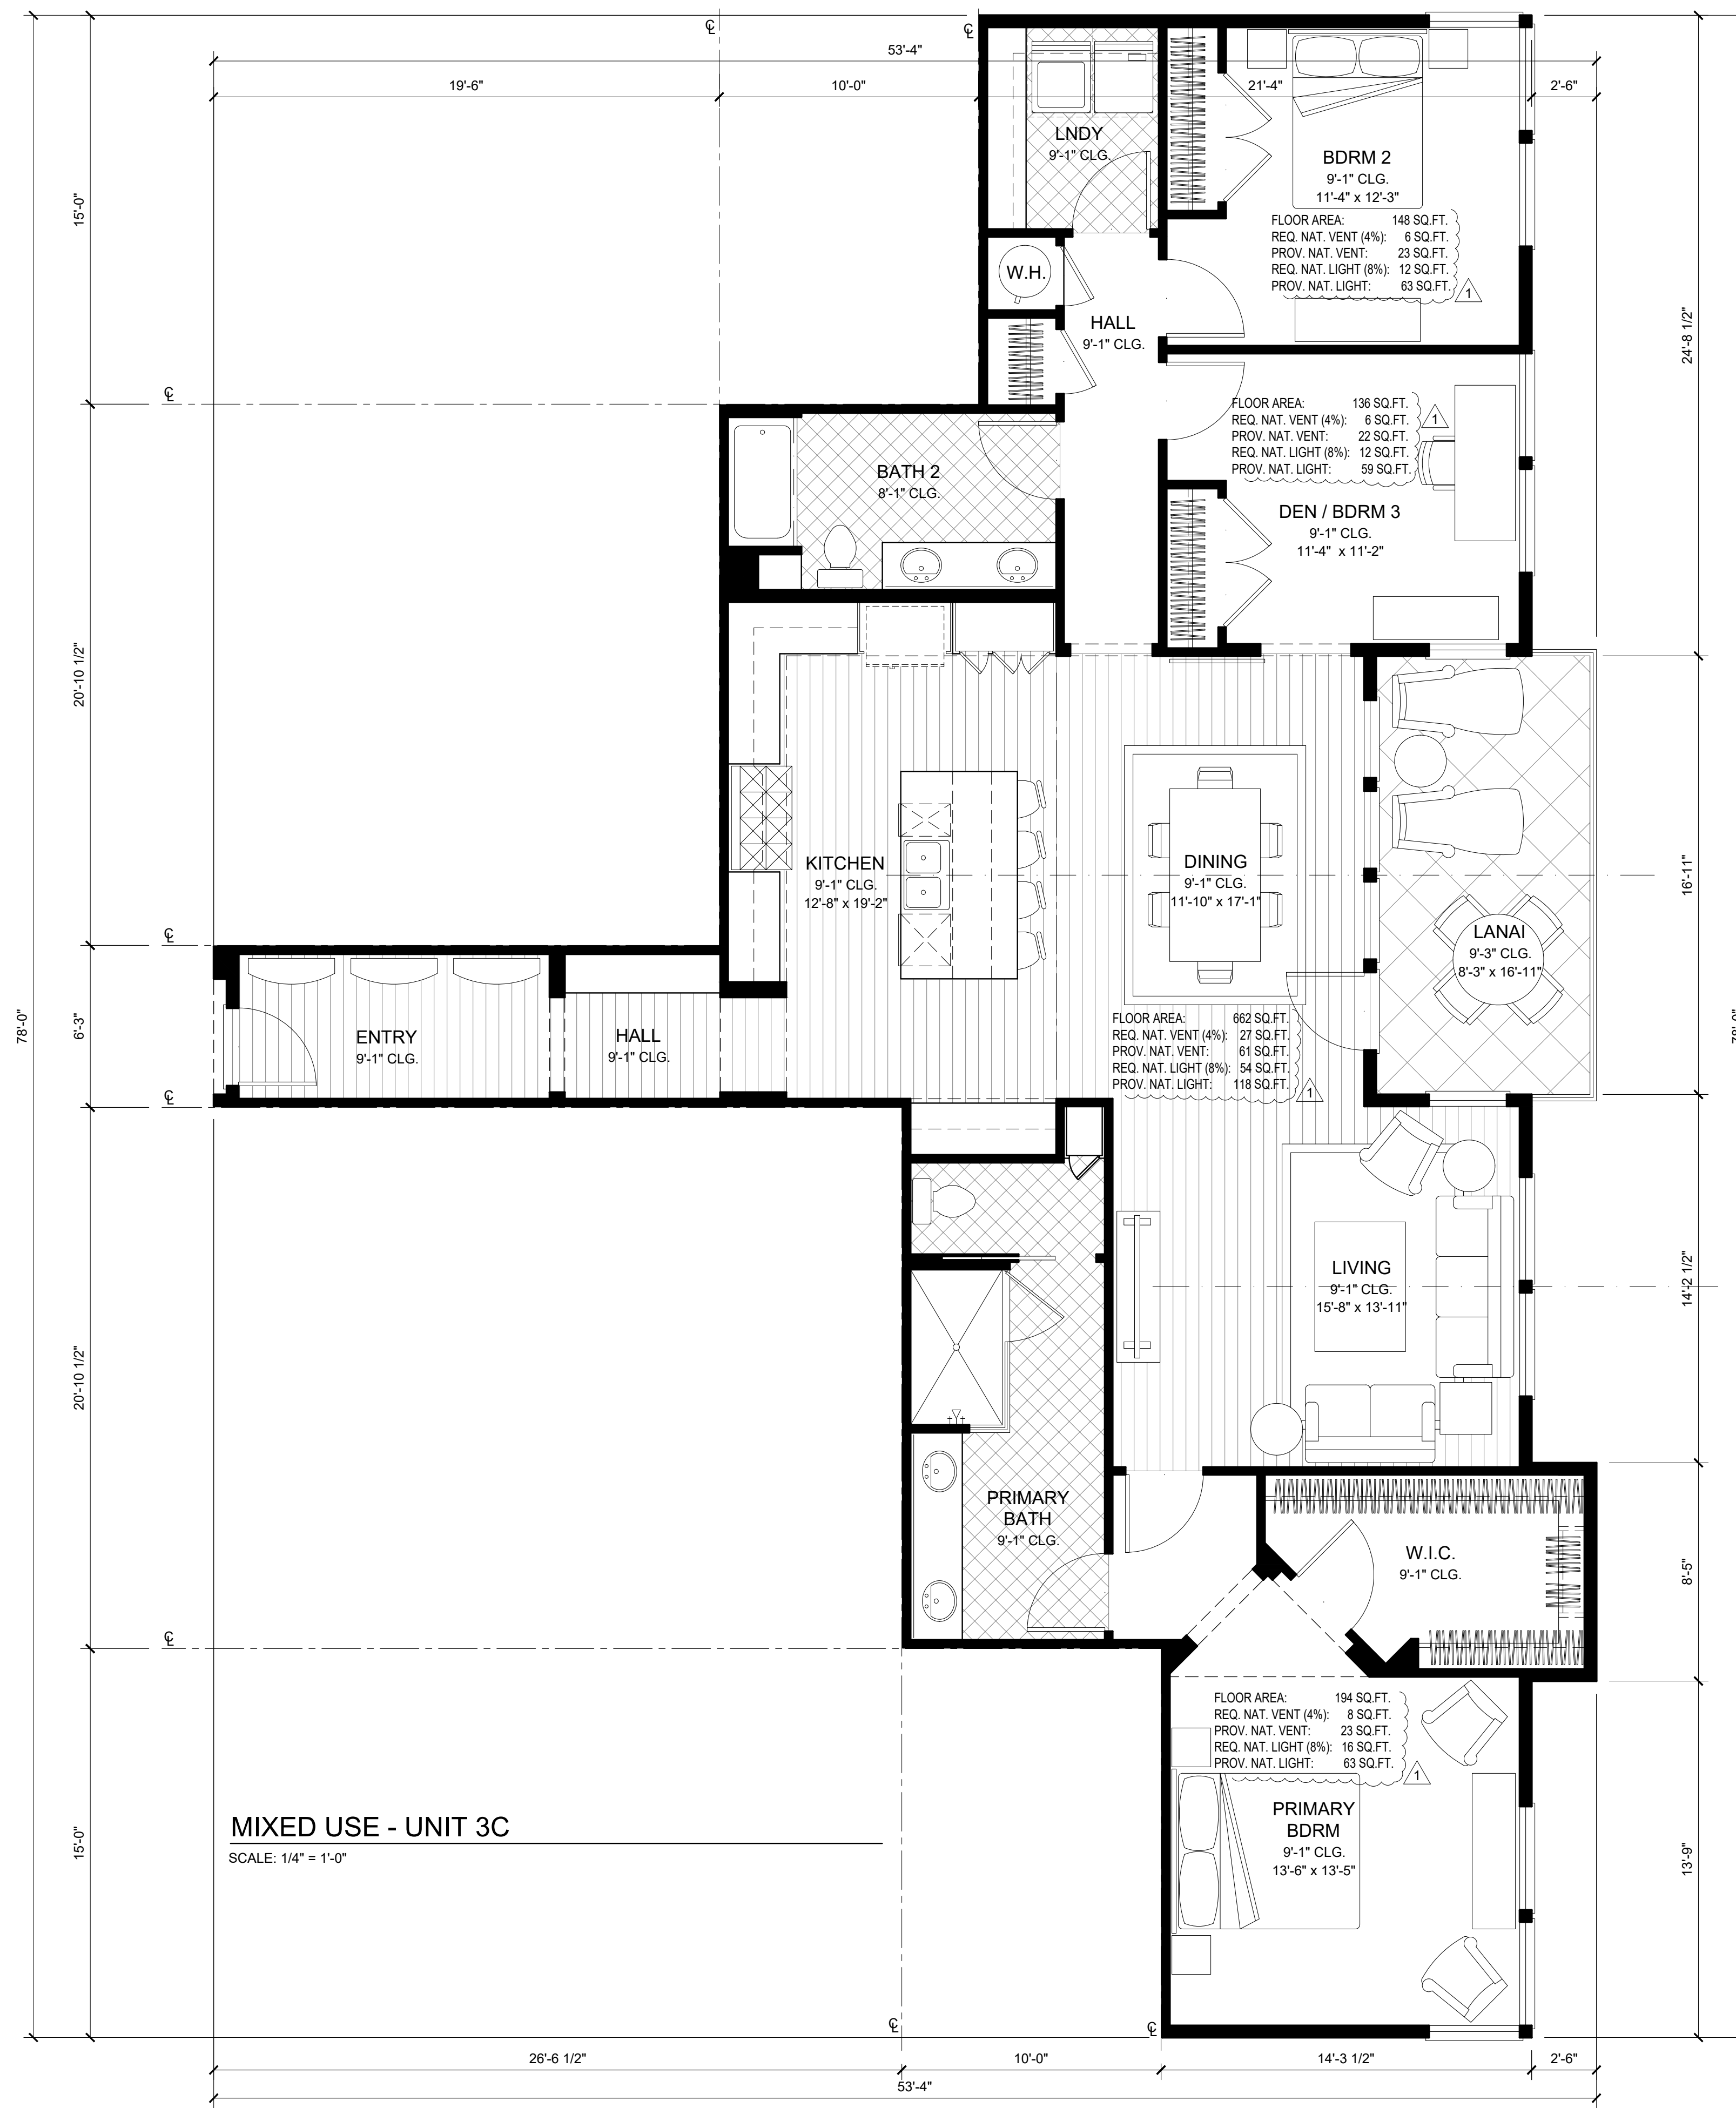 ℄
℄
53'-4"
19'-6"
10'-0"
21'-4"
2'-6"
LNDY
9'-1" CLG.
BDRM 2
9'-1" CLG.
11'-4" x 12'-3"
FLOOR AREA: 148 SQ.FT.
REQ. NAT. VENT (4%): 6 SQ.FT.
PROV. NAT. VENT: 23 SQ.FT.
REQ. NAT. LIGHT (8%): 12 SQ.FT.
PROV. NAT. LIGHT: 63 SQ.FT.
1
15'-0"
W.H.
HALL
9'-1" CLG.
24'-8 1/2"
℄
FLOOR AREA: 136 SQ.FT.
REQ. NAT. VENT (4%): 6 SQ.FT.
PROV. NAT. VENT: 22 SQ.FT.
REQ. NAT. LIGHT (8%): 12 SQ.FT.
PROV. NAT. LIGHT: 59 SQ.FT.
1
BATH 2
8'-1" CLG.
DEN / BDRM 3
9'-1" CLG.
11'-4" x 11'-2"
20'-10 1/2"
KITCHEN
9'-1" CLG.
12'-8" x 19'-2"
DINING
9'-1" CLG.
11'-10" x 17'-1"
16'-11"
LANAI
9'-3" CLG.
8'-3" x 16'-11"
℄
78'-0"
6'-3"
ENTRY
9'-1" CLG.
HALL
9'-1" CLG.
FLOOR AREA: 662 SQ.FT.
REQ. NAT. VENT (4%): 27 SQ.FT.
PROV. NAT. VENT: 61 SQ.FT.
REQ. NAT. LIGHT (8%): 54 SQ.FT.
PROV. NAT. LIGHT: 118 SQ.FT.
1
℄
LIVING
9'-1" CLG.
15'-8" x 13'-11"
14'-2 1/2"
20'-10 1/2"
PRIMARY
BATH
9'-1" CLG.
W.I.C.
9'-1" CLG.
8'-5"
℄
FLOOR AREA: 194 SQ.FT.
REQ. NAT. VENT (4%): 8 SQ.FT.
PROV. NAT. VENT: 23 SQ.FT.
REQ. NAT. LIGHT (8%): 16 SQ.FT.
PROV. NAT. LIGHT: 63 SQ.FT.
1
PRIMARY
BDRM
9'-1" CLG.
13'-6" x 13'-5"
15'-0"
13'-9"
MIXED USE - UNIT 3C
SCALE: 1/4" = 1'-0"
℄
℄
26'-6 1/2"
10'-0"
14'-3 1/2"
2'-6"
53'-4"